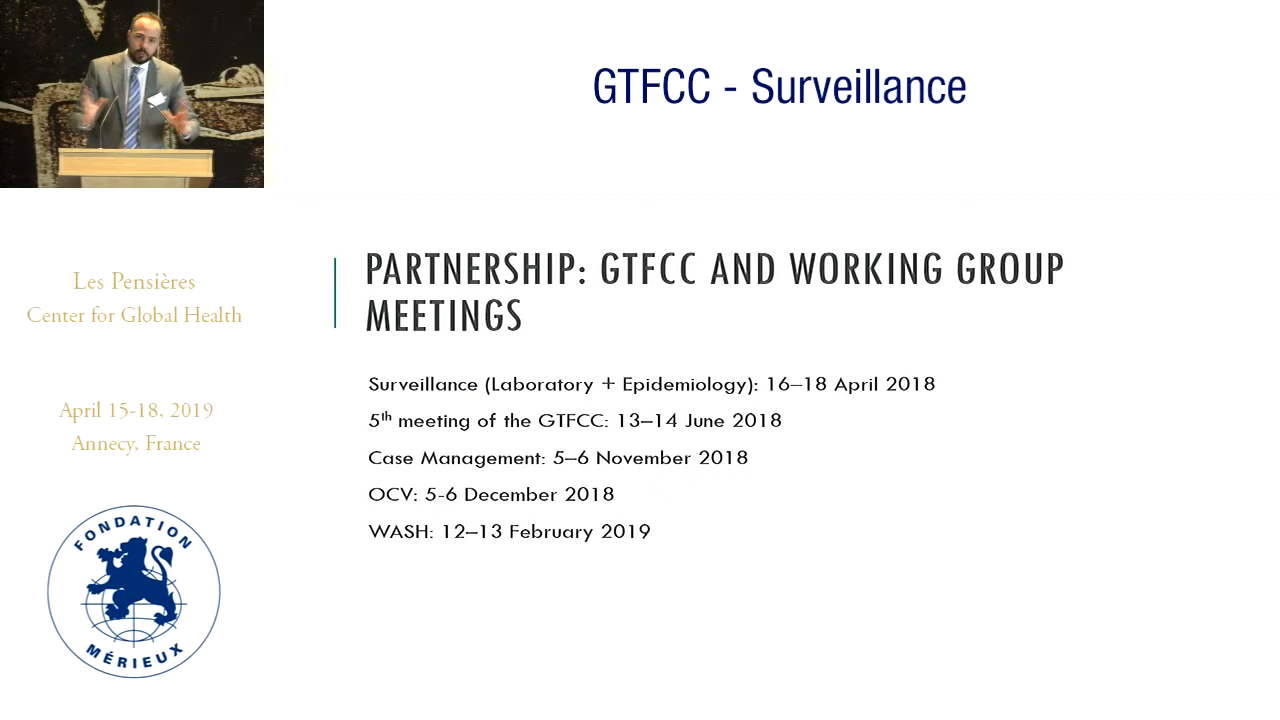 GTFCC - Surveillance
Les Pensières
Center for Global Health
April 15-18, 2019
Annecy, France
FONDATION
MÉRIEUX
PARTNERSHIP: GTFCC AND WORKING GROUP
MEETINGS
Surveillance (Laboratory + Epidemiology): 16–18 April 2018
5th meeting of the GTFCC: 13–14 June 2018
Case Management: 5–6 November 2018
OCV: 5-6 December 2018
WASH: 12–13 February 2019